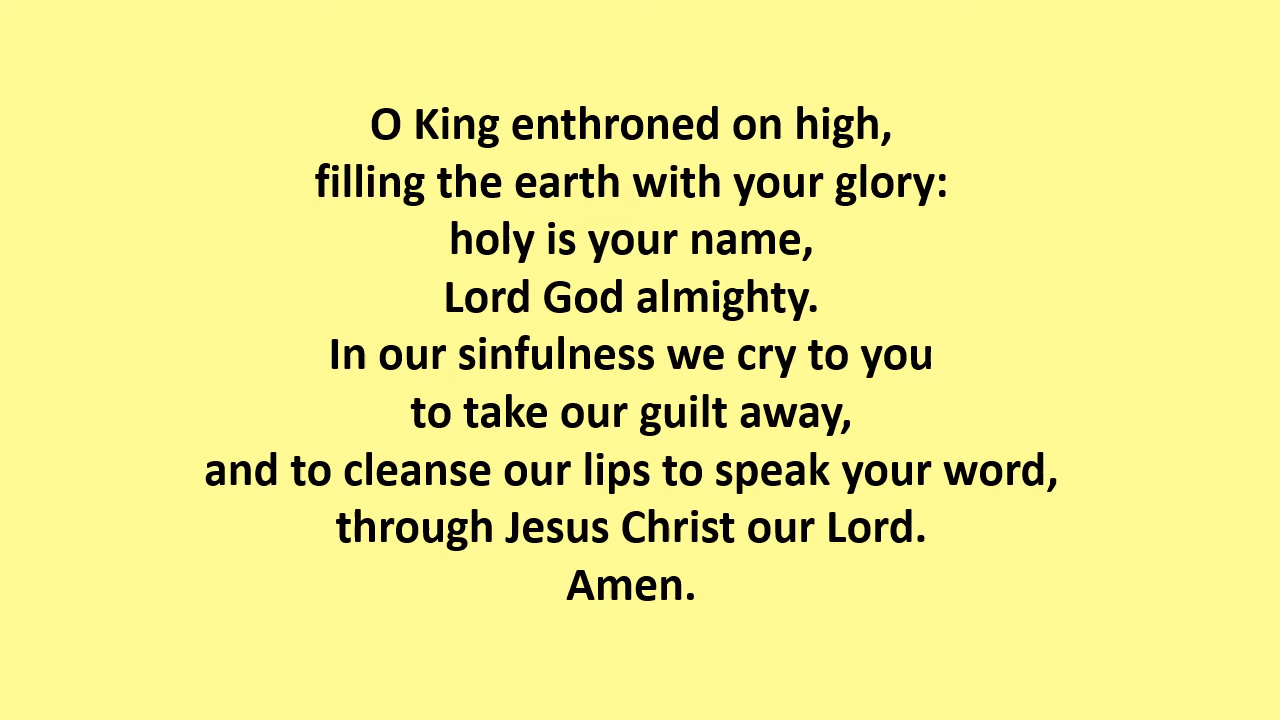 O King enthroned on high,
filling the earth with your glory:
holy is your name,
Lord God almighty.
In our sinfulness we cry to you
to take our guilt away,
and to cleanse our lips to speak your word,
through Jesus Christ our Lord.
Amen.